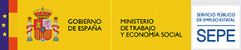 GOBIERNO
DE ESPAÑA
MINISTERIO
DE TRABAJO
Y ECONOMÍA SOCIAL
SERVICIO PÚBLICO
DE EMPLEO ESTATAL
SEPE